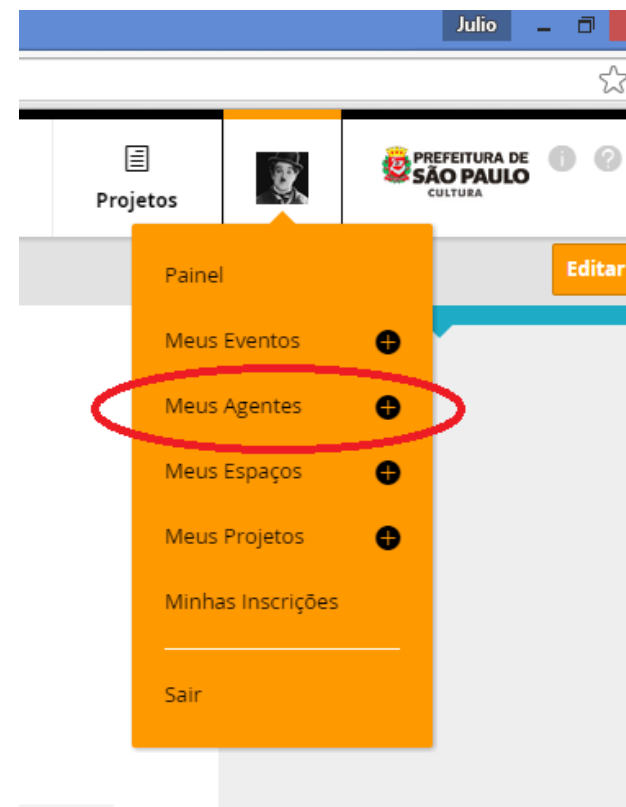 Julio
Projetos
PREFEITURA DE
SÃO PAULO
CULTURA
i ?
Editar
Painel
Meus Eventos
Meus Agentes
Meus Espaços
Meus Projetos
Minhas Inscrições
Sair